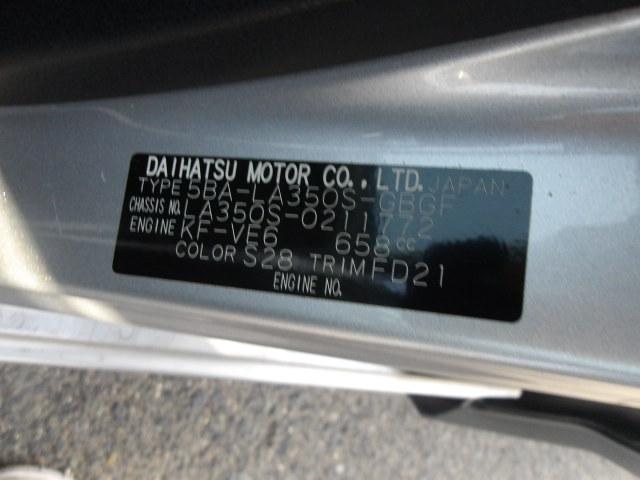 DAIHATSU MOTOR CO., LTD. JAPAN
TYPE 5BA-LA350S-GBGF
CHASSIS NO. LA350S-0211772
ENGINE KF-VE6 658cc
COLOR S28 TRIM FD21
ENGINE NO.